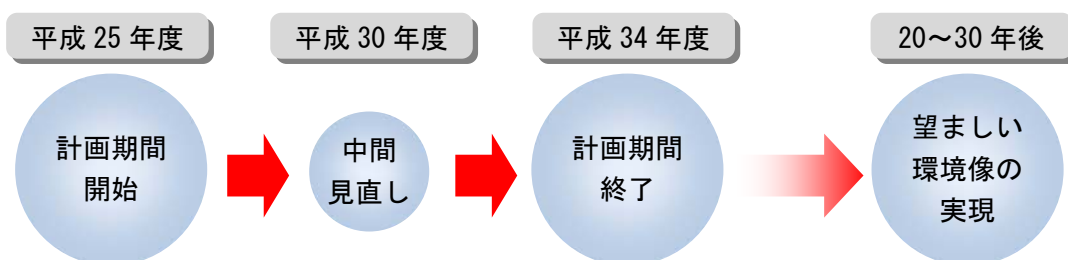 平成 25 年度
平成 30 年度
平成 34 年度
20～30 年後
計画期間
開始
中間
見直し
計画期間
終了
望ましい
環境像の
実現